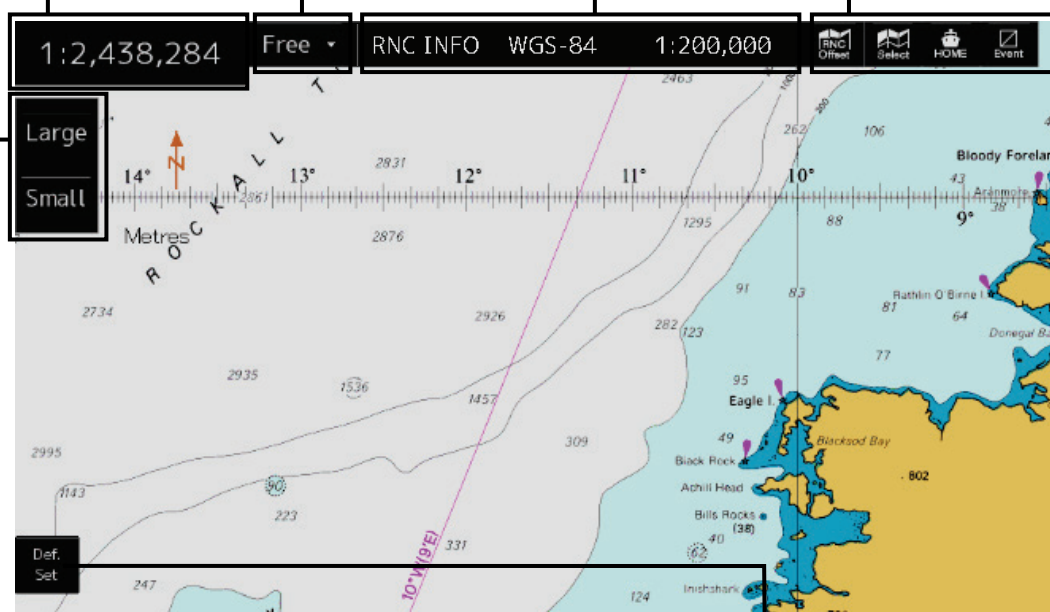 1:2,438,284
Free
RNC INFO WGS-84 1:200,000
RNC Offset
Select
HOME
Event
Large
Small
N
ROCKALL T
2463
1000
200
262
106
Bloody Forelan
2831
14° 13° 12° 11° 10°
43
Aranmore
2861
38
9°
Metres
2876
1295
88
91
83
Rathlin O'Birne I.
81
64
2734
2926
282
123
Donegal Ba
77
2935
1536
95
1457
Eagle I.
309
49
Blacksod Bay
2995
Black Rock
802
1143
90
Achill Head
223
Bills Rocks
(38)
40
331
62
Def.
Set
247
10°W(9'E)
124
Inishshark